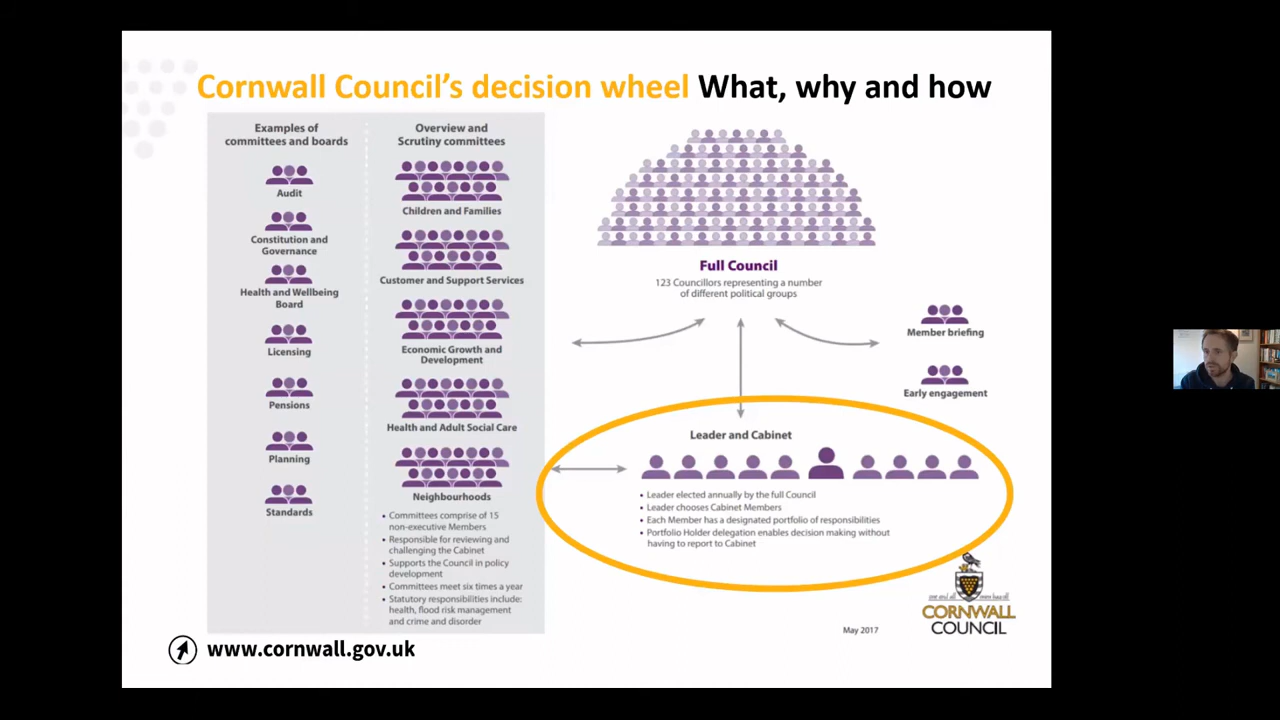 Cornwall Council's decision wheel What, why and how
Examples of
committees and boards
Audit
Constitution and
Governance
Health and Wellbeing
Board
Licensing
Pensions
Planning
Standards
Overview and
Scrutiny committees
Children and Families
Customer and Support Services
Economic Growth and
Development
Health and Adult Social Care
Neighbourhoods
• Committees comprise of 15
non-executive Members
• Responsible for reviewing and
challenging the Cabinet
• Supports the Council in policy
development
• Committees meet six times a year
• Statutory responsibilities include:
health, flood risk management
and crime and disorder
Full Council
123 Councillors representing a number
of different political groups
Member briefing
Early engagement
Leader and Cabinet
• Leader elected annually by the full Council
• Leader chooses Cabinet Members
• Each Member has a designated portfolio of responsibilities
• Portfolio Holder delegation enables decision making without
having to report to Cabinet
one and all
CORNWALL
COUNCIL
May 2017
www.cornwall.gov.uk